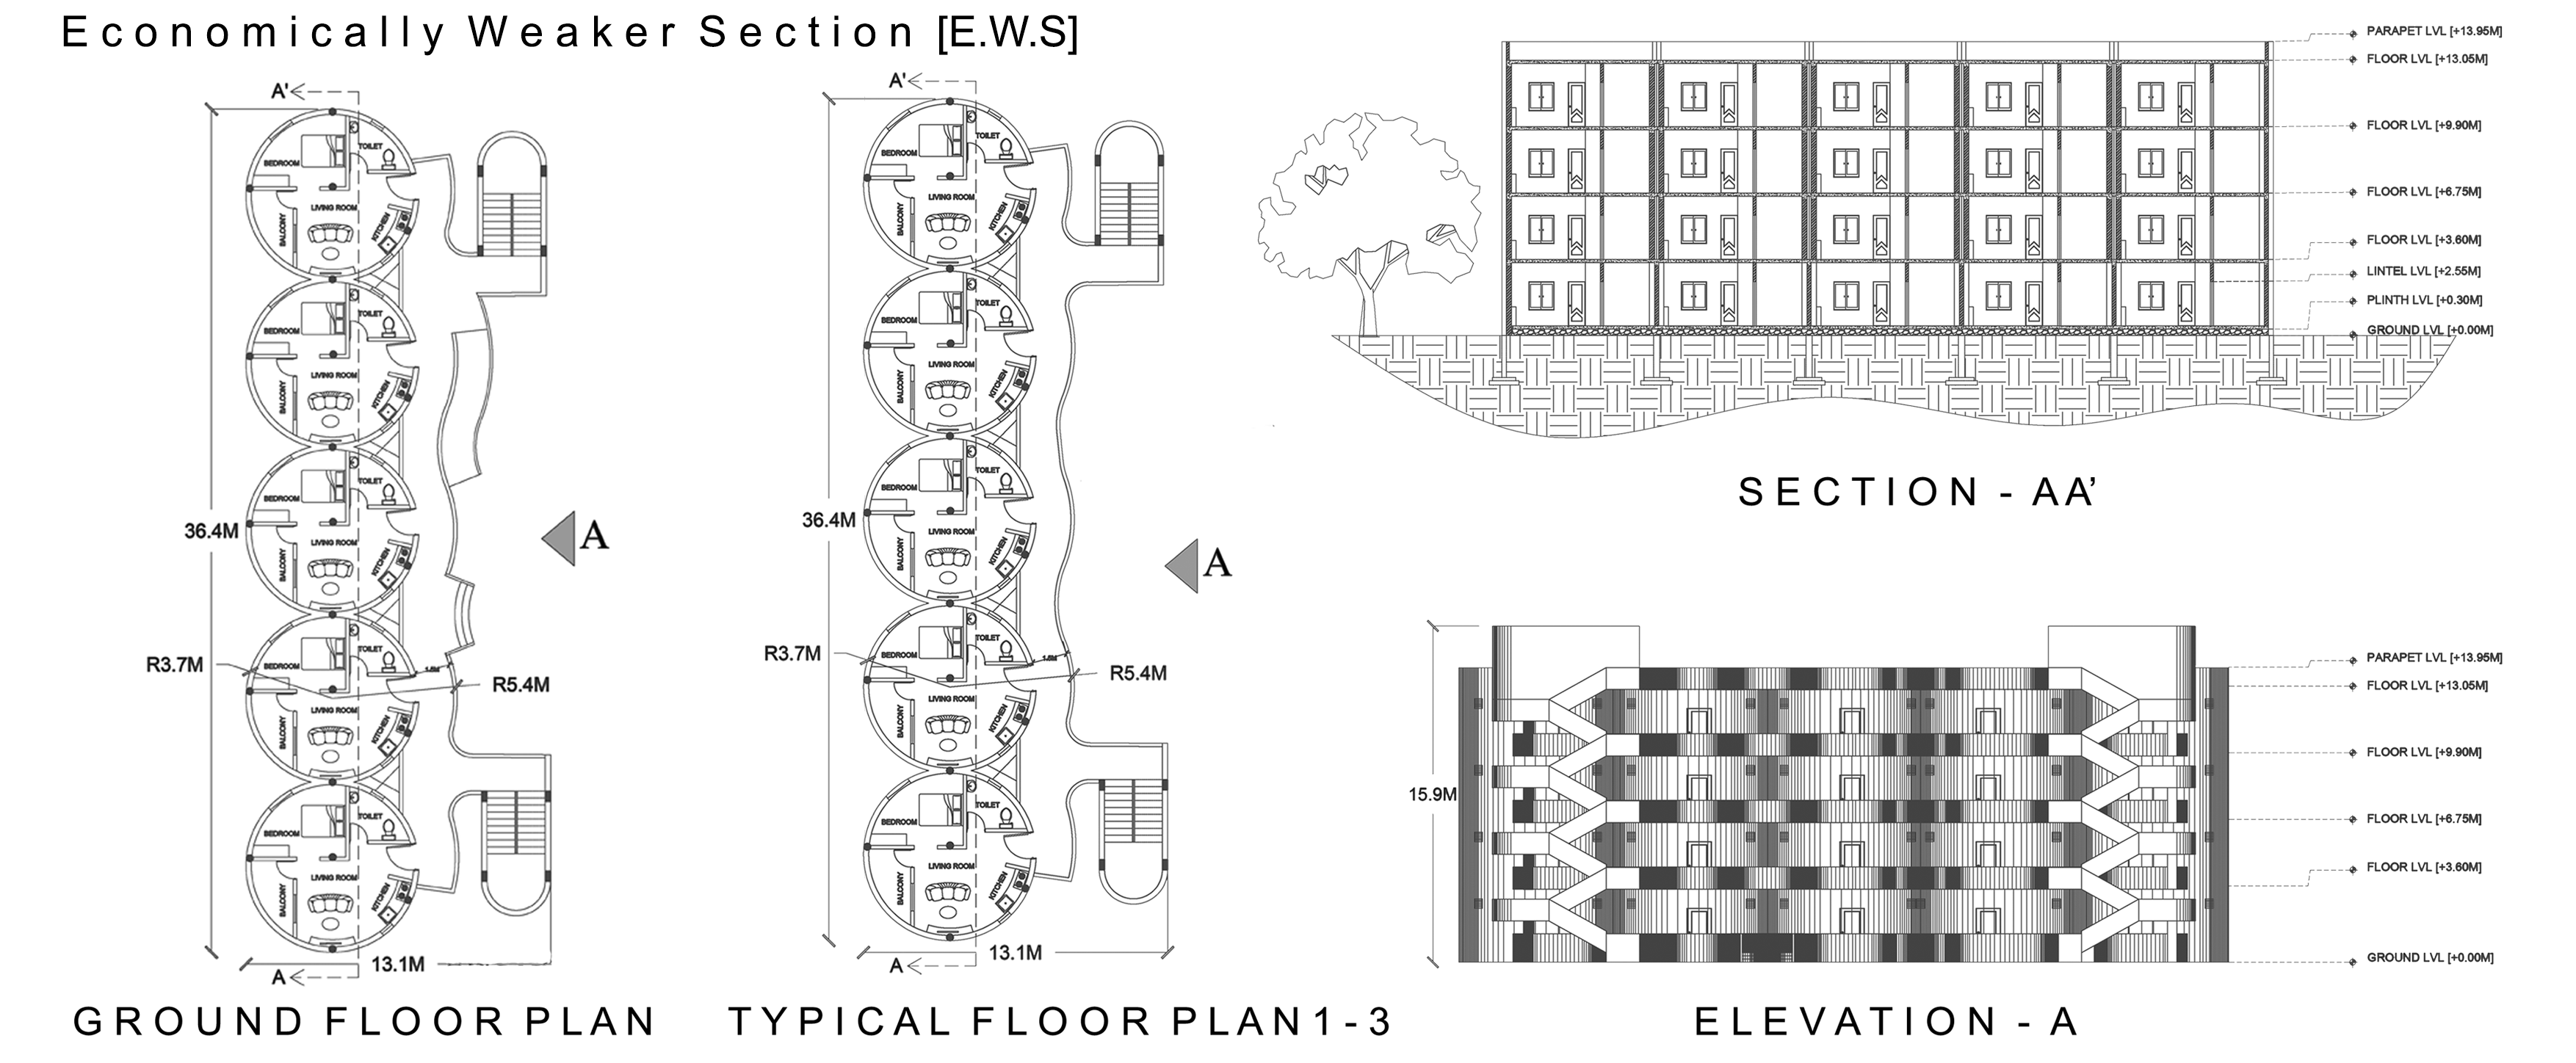 Economically Weaker Section [E.W.S]
A'
BEDROOM
TOILET
LIVING ROOM
BALCONY
KITCHEN
BEDROOM
TOILET
LIVING ROOM
BALCONY
KITCHEN
BEDROOM
TOILET
LIVING ROOM
BALCONY
KITCHEN
36.4M
A
BEDROOM
TOILET
LIVING ROOM
BALCONY
KITCHEN
R3.7M
R5.4M
BEDROOM
TOILET
LIVING ROOM
BALCONY
KITCHEN
13.1M
A
GROUND FLOOR PLAN
A'
BEDROOM
TOILET
LIVING ROOM
BALCONY
KITCHEN
BEDROOM
TOILET
LIVING ROOM
BALCONY
KITCHEN
BEDROOM
TOILET
LIVING ROOM
BALCONY
KITCHEN
36.4M
A
BEDROOM
TOILET
LIVING ROOM
BALCONY
KITCHEN
R3.7M
R5.4M
BEDROOM
TOILET
LIVING ROOM
BALCONY
KITCHEN
13.1M
A
TYPICAL FLOOR PLAN 1-3
PARAPET LVL [+13.95M]
FLOOR LVL [+13.05M]
FLOOR LVL [+9.90M]
FLOOR LVL [+6.75M]
FLOOR LVL [+3.60M]
LINTEL LVL [+2.55M]
PLINTH LVL [+0.30M]
GROUND LVL [+0.00M]
SECTION - AA’
15.9M
PARAPET LVL [+13.95M]
FLOOR LVL [+13.05M]
FLOOR LVL [+9.90M]
FLOOR LVL [+6.75M]
FLOOR LVL [+3.60M]
GROUND LVL [+0.00M]
ELEVATION - A